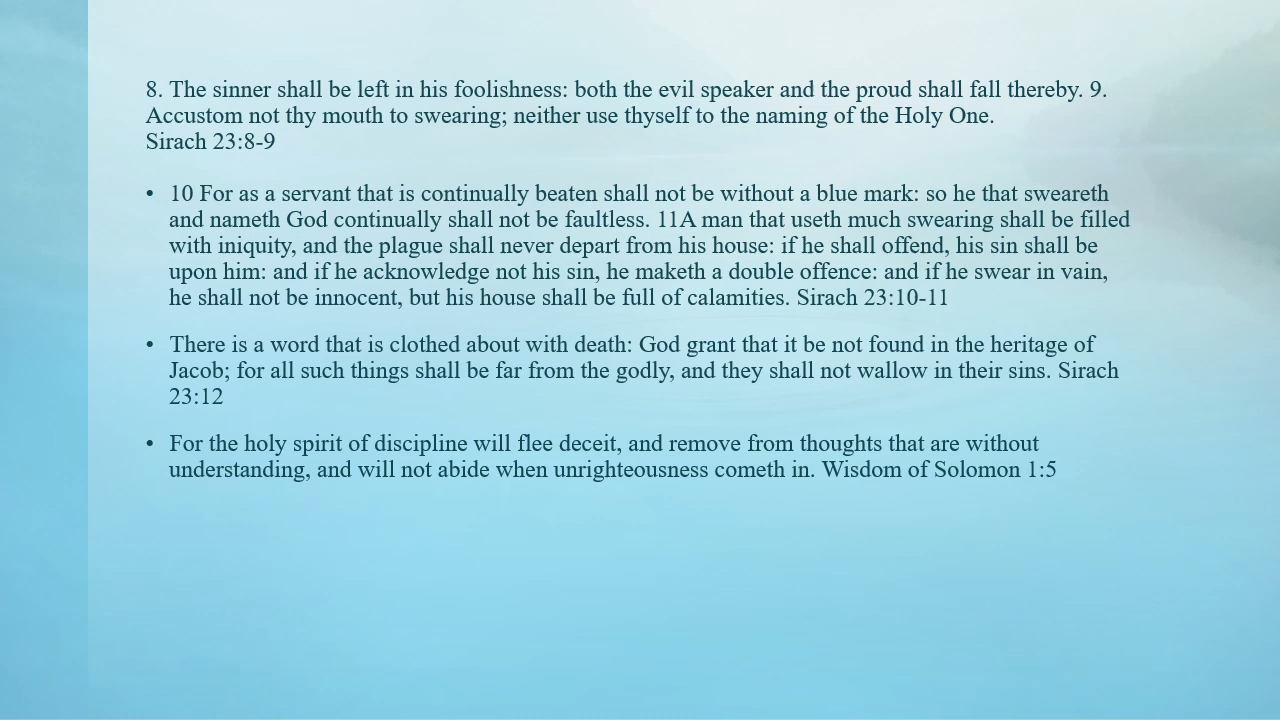 8. The sinner shall be left in his foolishness: both the evil speaker and the proud shall fall thereby. 9.
Accustom not thy mouth to swearing; neither use thyself to the naming of the Holy One.
Sirach 23:8-9
• 10 For as a servant that is continually beaten shall not be without a blue mark: so he that sweareth
and nameth God continually shall not be faultless. 11A man that useth much swearing shall be filled
with iniquity, and the plague shall never depart from his house: if he shall offend, his sin shall be
upon him: and if he acknowledge not his sin, he maketh a double offence: and if he swear in vain,
he shall not be innocent, but his house shall be full of calamities. Sirach 23:10-11
• There is a word that is clothed about with death: God grant that it be not found in the heritage of
Jacob; for all such things shall be far from the godly, and they shall not wallow in their sins. Sirach
23:12
• For the holy spirit of discipline will flee deceit, and remove from thoughts that are without
understanding, and will not abide when unrighteousness cometh in. Wisdom of Solomon 1:5